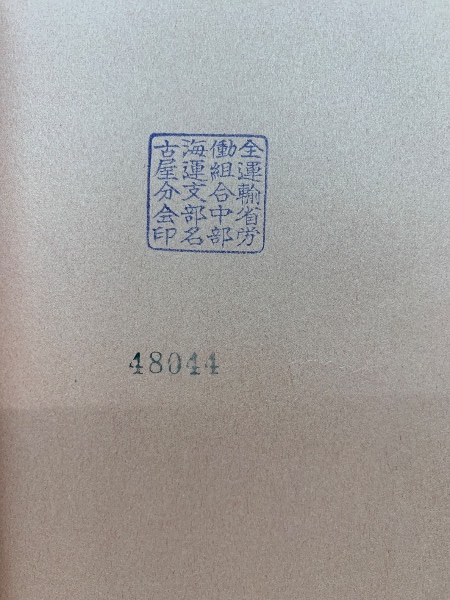 全運輸省労
働組合中部
海運支部名
古屋分会印
48044